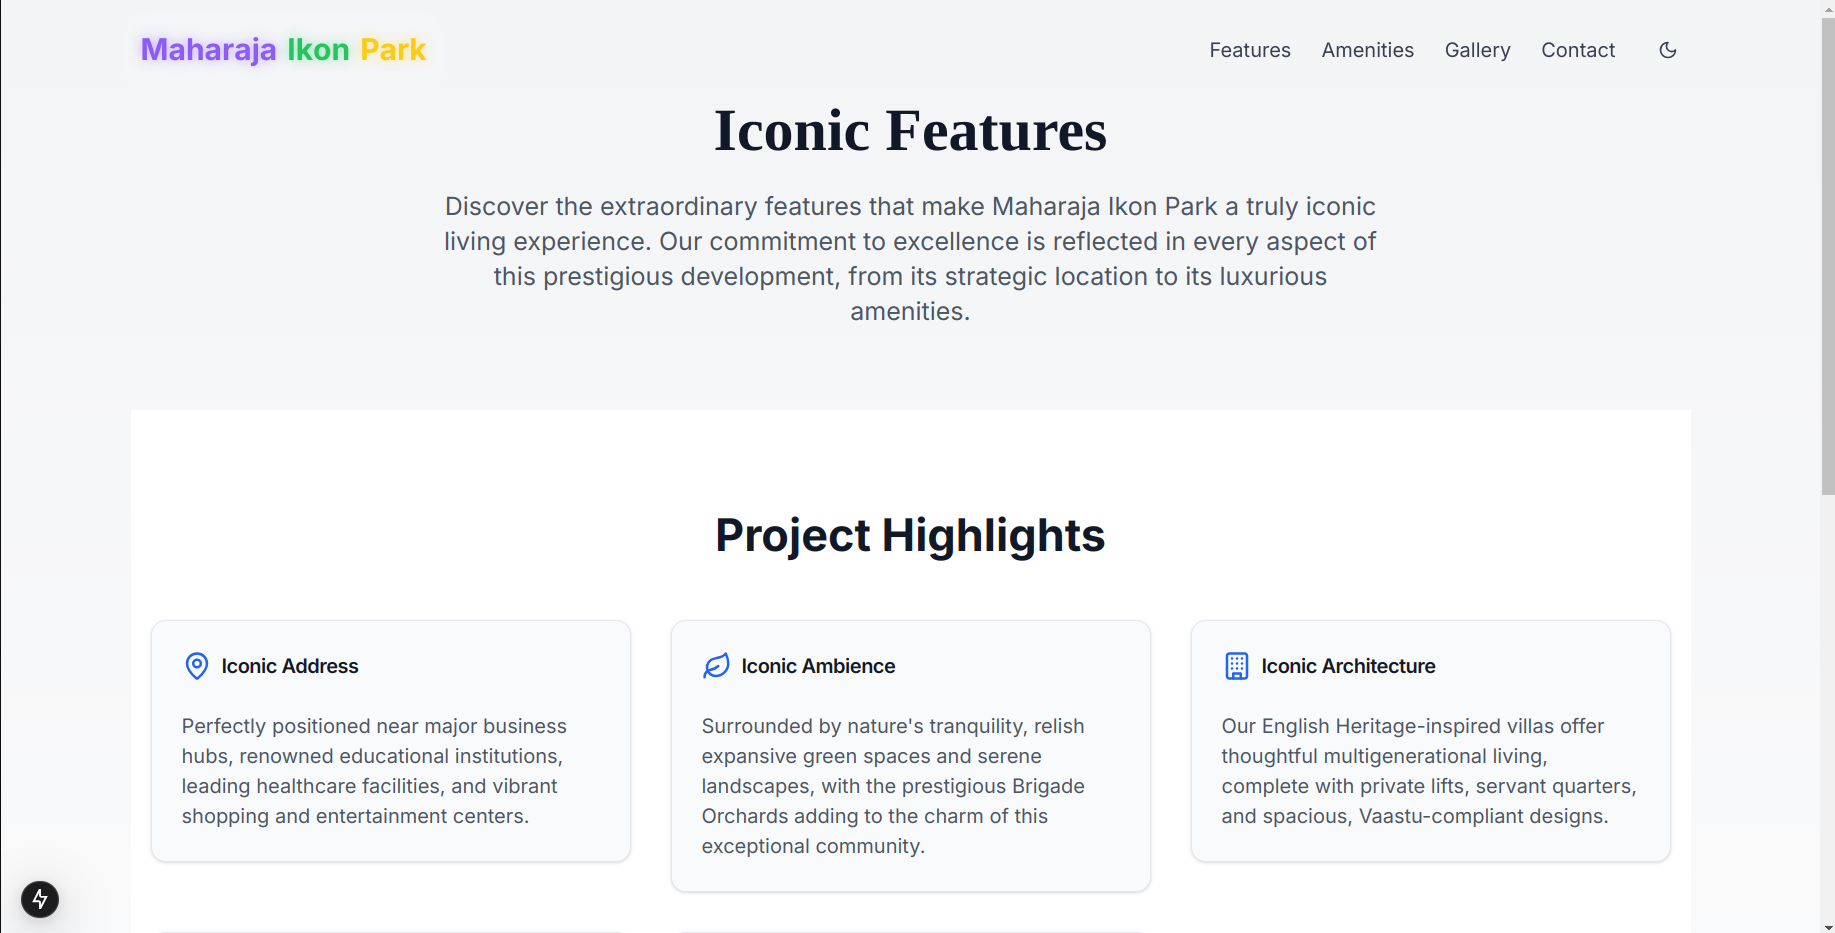 Maharaja Ikon Park
Features Amenities Gallery Contact
Iconic Features
Discover the extraordinary features that make Maharaja Ikon Park a truly iconic
living experience. Our commitment to excellence is reflected in every aspect of
this prestigious development, from its strategic location to its luxurious
amenities.
Project Highlights
Iconic Address
Perfectly positioned near major business
hubs, renowned educational institutions,
leading healthcare facilities, and vibrant
shopping and entertainment centers.
Iconic Ambience
Surrounded by nature's tranquility, relish
expansive green spaces and serene
landscapes, with the prestigious Brigade
Orchards adding to the charm of this
exceptional community.
Iconic Architecture
Our English Heritage-inspired villas offer
thoughtful multigenerational living,
complete with private lifts, servant quarters,
and spacious, Vaastu-compliant designs.